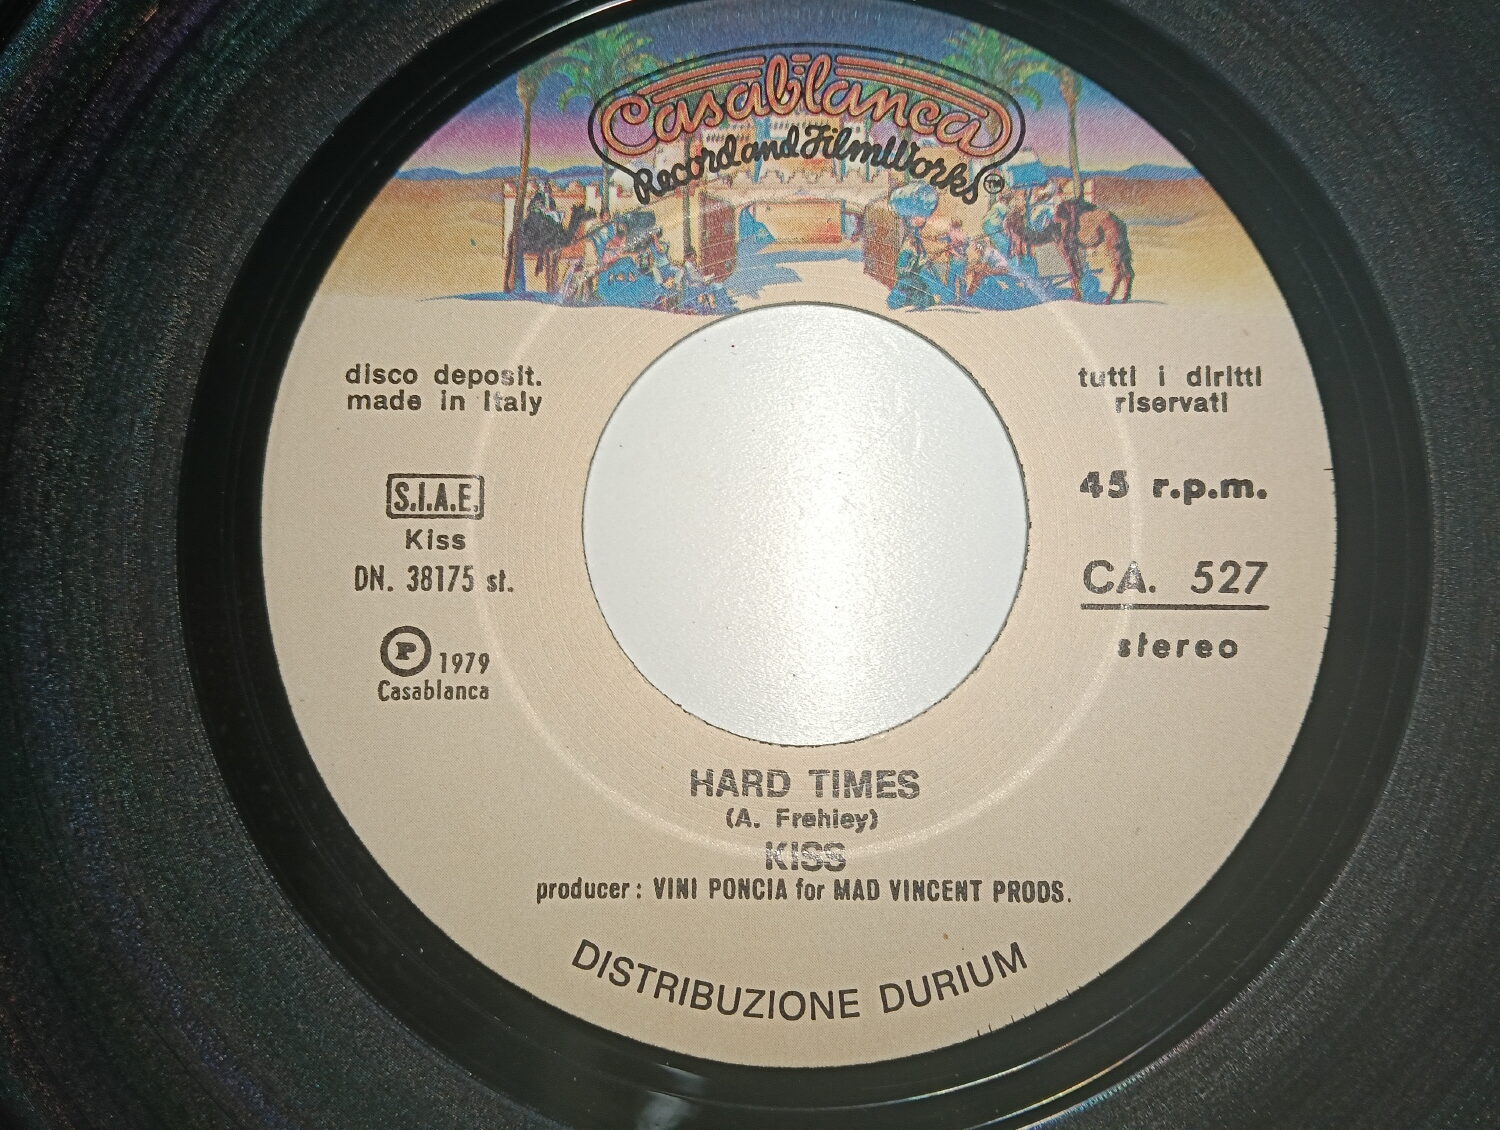 Casablanca
Record and FilmWorks™
disco deposit.
made in Italy
tutti i diritti
riservati
S.I.A.E.
Kiss
DN. 38175 st.
Ⓟ 1979
Casablanca
45 r.p.m.
CA. 527
stereo
HARD TIMES
(A. Frehley)
KISS
producer: VINI PONCIA for MAD VINCENT PRODS.
DISTRIBUZIONE DURIUM